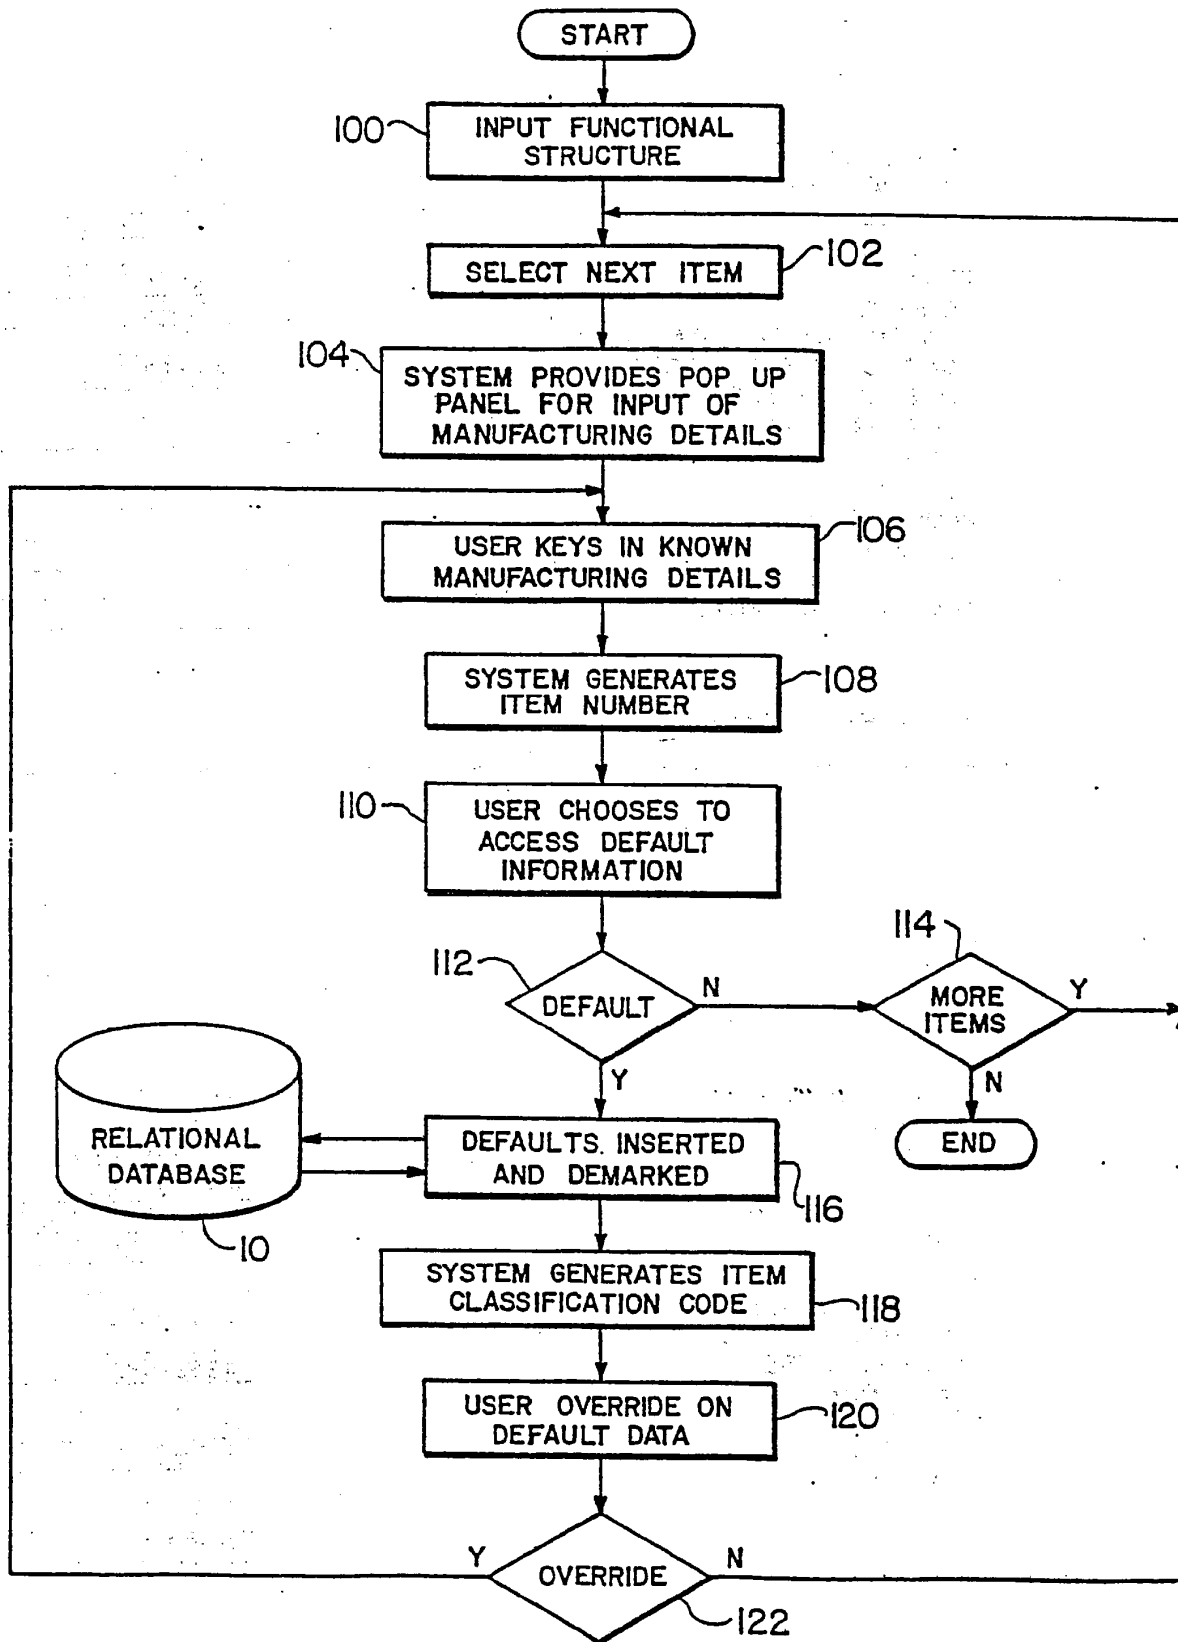 START
100
INPUT FUNCTIONAL
STRUCTURE
102
SELECT NEXT ITEM
104
SYSTEM PROVIDES POP UP
PANEL FOR INPUT OF
MANUFACTURING DETAILS
106
USER KEYS IN KNOWN
MANUFACTURING DETAILS
108
SYSTEM GENERATES
ITEM NUMBER
110
USER CHOOSES TO
ACCESS DEFAULT
INFORMATION
112
DEFAULT
N
Y
114
MORE
ITEMS
Y
N
END
RELATIONAL
DATABASE
10
DEFAULTS. INSERTED
AND DEMARKED
116
SYSTEM GENERATES ITEM
CLASSIFICATION CODE
118
USER OVERRIDE ON
DEFAULT DATA
120
Y
OVERRIDE
N
122